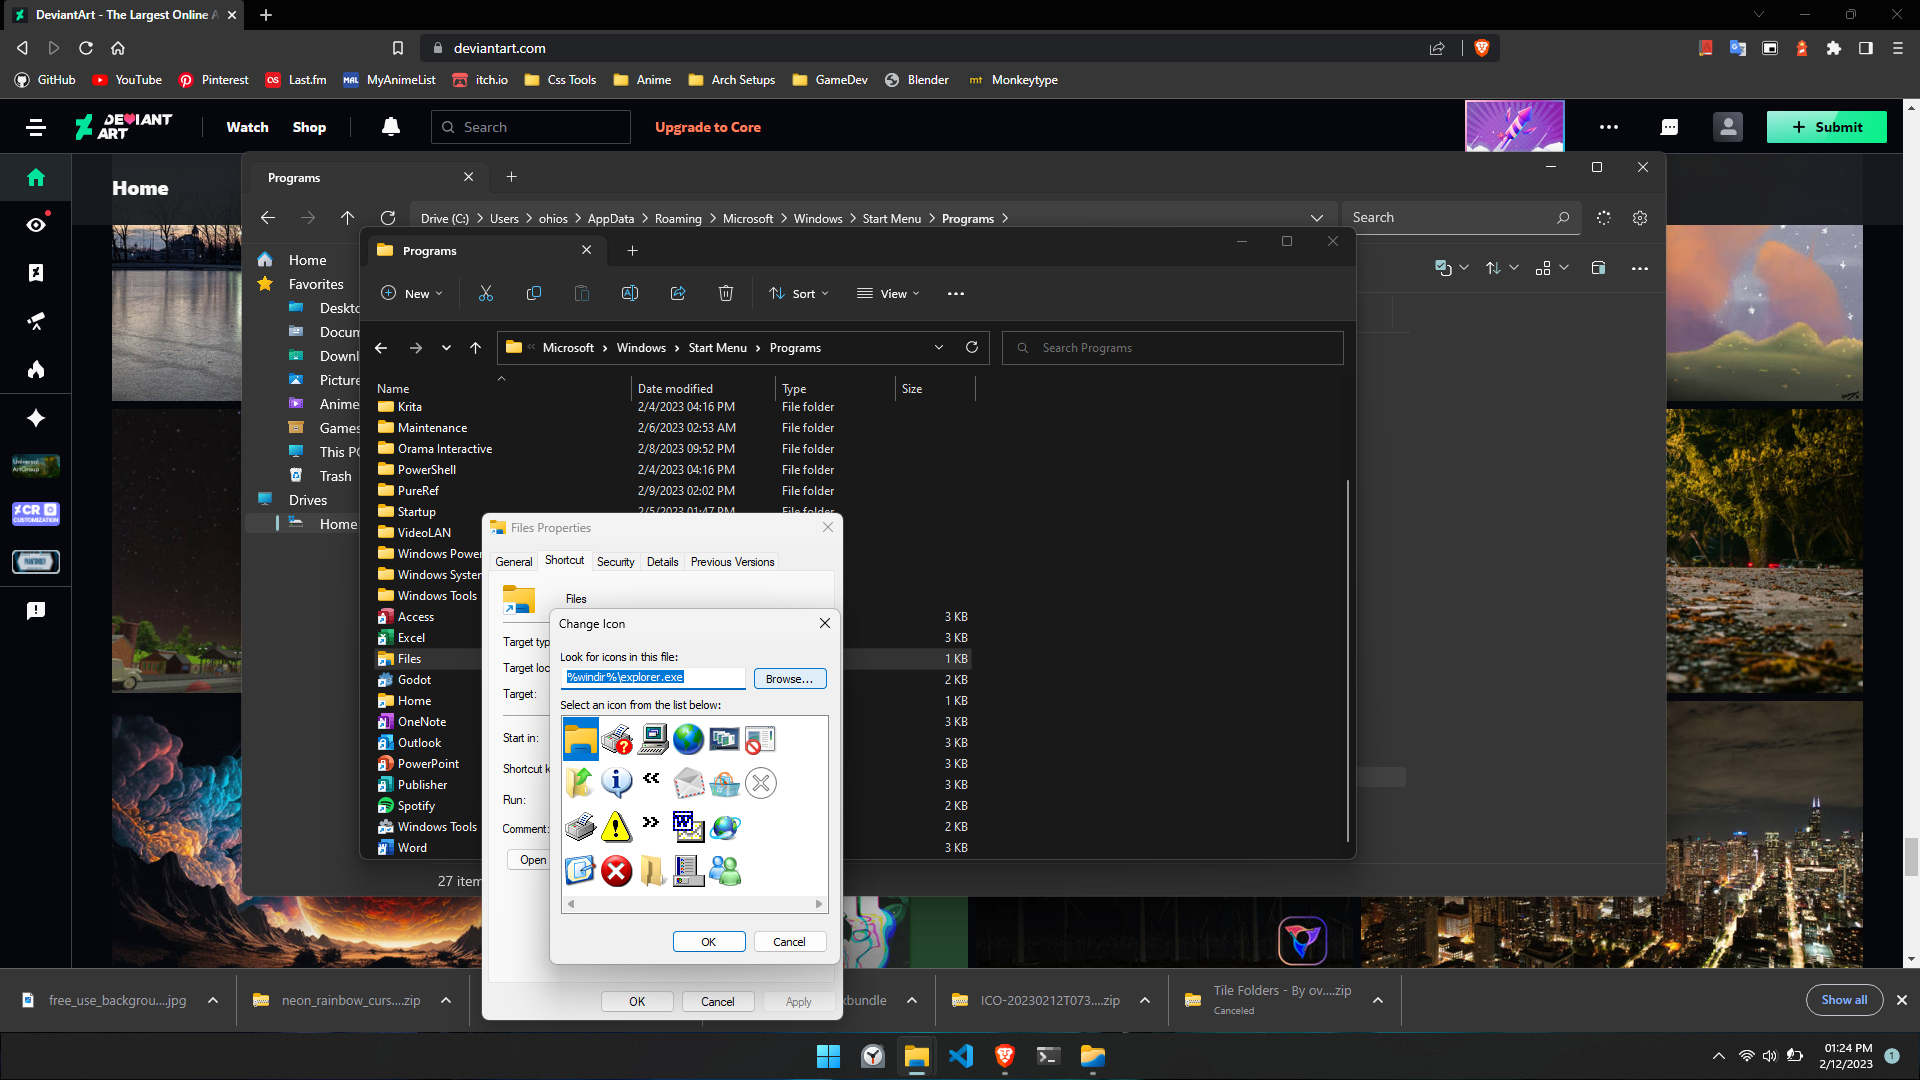 DeviantArt - The Largest Online A
deviantart.com
GitHub YouTube Pinterest Last.fm MyAnimeList itch.io Css Tools Anime Arch Setups GameDev Blender Monkeytype
DEVIANT ART Watch Shop Search Upgrade to Core Submit
Home
Programs
Drive (C:) Users ohios AppData Roaming Microsoft Windows Start Menu Programs Search
Home
Favorites
Deskto
Docum
Downl
Picture
Anime
Games
This PC
Trash
Drives
Home
27 item
Programs
New Sort View
Microsoft Windows Start Menu Programs Search Programs
Name Date modified Type Size
Krita 2/4/2023 04:16 PM File folder
Maintenance 2/6/2023 02:53 AM File folder
Orama Interactive 2/8/2023 09:52 PM File folder
PowerShell 2/4/2023 04:16 PM File folder
PureRef 2/9/2023 02:02 PM File folder
Startup 2/5/2023 01:47 PM File folder
VideoLAN
Windows Power
Windows System
Windows Tools
Access 3 KB
Excel 3 KB
Files 1 KB
Godot 2 KB
Home 1 KB
OneNote 3 KB
Outlook 3 KB
PowerPoint 3 KB
Publisher 3 KB
Spotify 2 KB
Windows Tools 2 KB
Word 3 KB
Files Properties
General Shortcut Security Details Previous Versions
Files
Target typ
Target loc
Target:
Start in:
Shortcut k
Run:
Comment:
Open
OK Cancel Apply
Change Icon
Look for icons in this file:
%windir%\explorer.exe Browse...
Select an icon from the list below:
OK Cancel
free_use_backgrou....jpg neon_rainbow_curs....zip kbundle ICO-20230212T073....zip Tile Folders - By ov....zip
Canceled
Show all
01:24 PM
2/12/2023
1